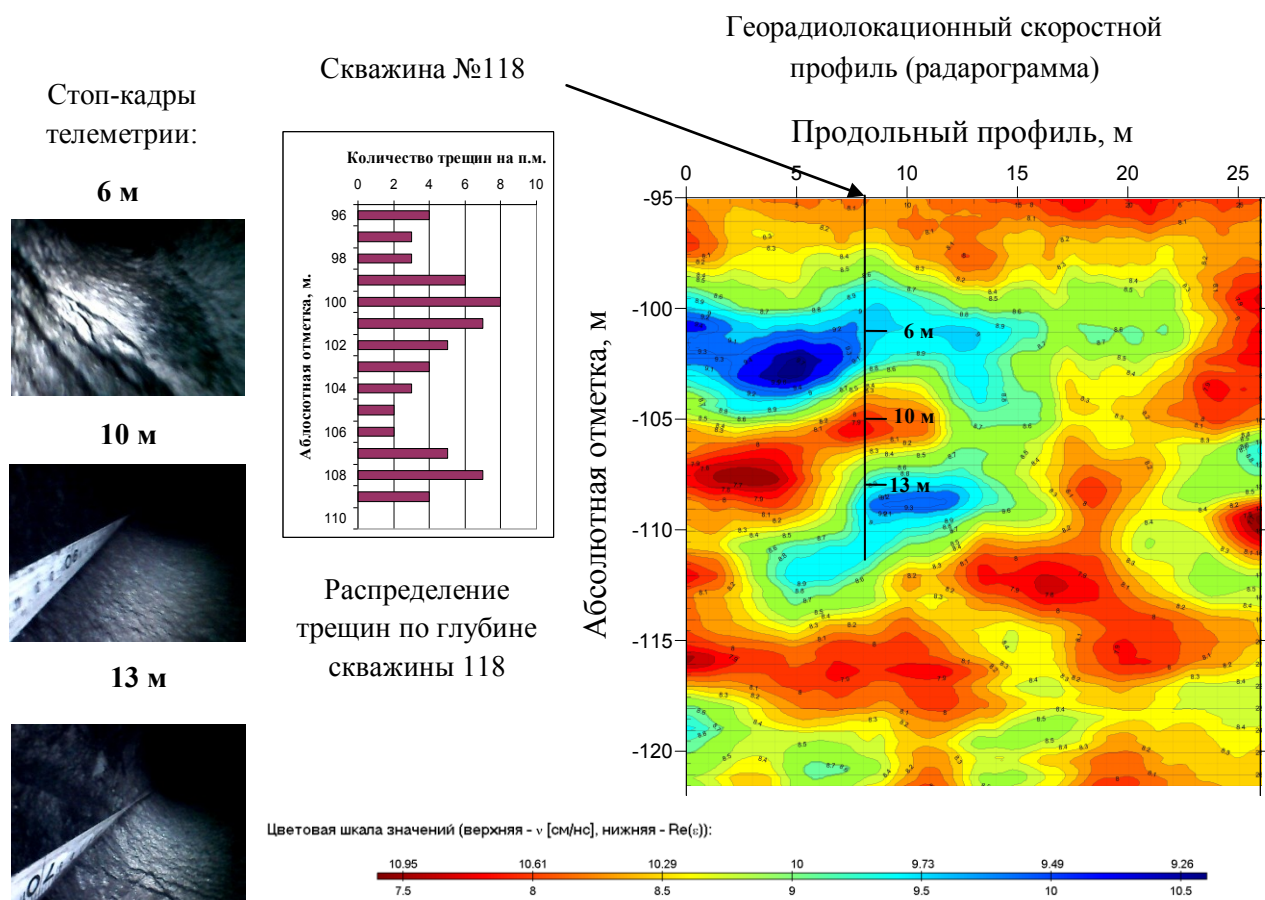 Георадиолокационный скоростной
профиль (радарограмма)
Скважина №118
Стоп-кадры
телеметрии:
6 м
10 м
13 м
Количество трещин на п.м.
0 2 4 6 8 10
Аблосютная отметка, м.
96
98
100
102
104
106
108
110
Распределение
трещин по глубине
скважины 118
Продольный профиль, м
0 5 10 15 20 25
Абсолютная отметка, м
-95
-100
-105
-110
-115
-120
6 м
10 м
13 м
Цветовая шкала значений (верхняя - v [см/нс], нижняя - Re(ε)):
10.95 10.61 10.29 10 9.73 9.49 9.26
7.5 8 8.5 9 9.5 10 10.5